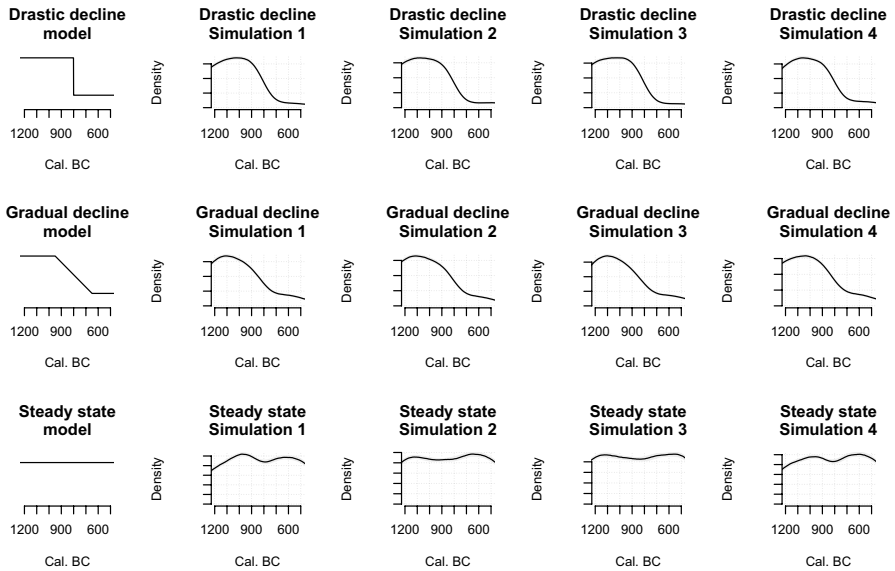 Drastic decline model
Drastic decline Simulation 1
Drastic decline Simulation 2
Drastic decline Simulation 3
Drastic decline Simulation 4
Density
Density
Density
Density
1200 900 600
1200 900 600
1200 900 600
1200 900 600
1200 900 600
Cal. BC
Cal. BC
Cal. BC
Cal. BC
Cal. BC
Gradual decline model
Gradual decline Simulation 1
Gradual decline Simulation 2
Gradual decline Simulation 3
Gradual decline Simulation 4
Density
Density
Density
Density
1200 900 600
1200 900 600
1200 900 600
1200 900 600
1200 900 600
Cal. BC
Cal. BC
Cal. BC
Cal. BC
Cal. BC
Steady state model
Steady state Simulation 1
Steady state Simulation 2
Steady state Simulation 3
Steady state Simulation 4
Density
Density
Density
Density
1200 900 600
1200 900 600
1200 900 600
1200 900 600
1200 900 600
Cal. BC
Cal. BC
Cal. BC
Cal. BC
Cal. BC